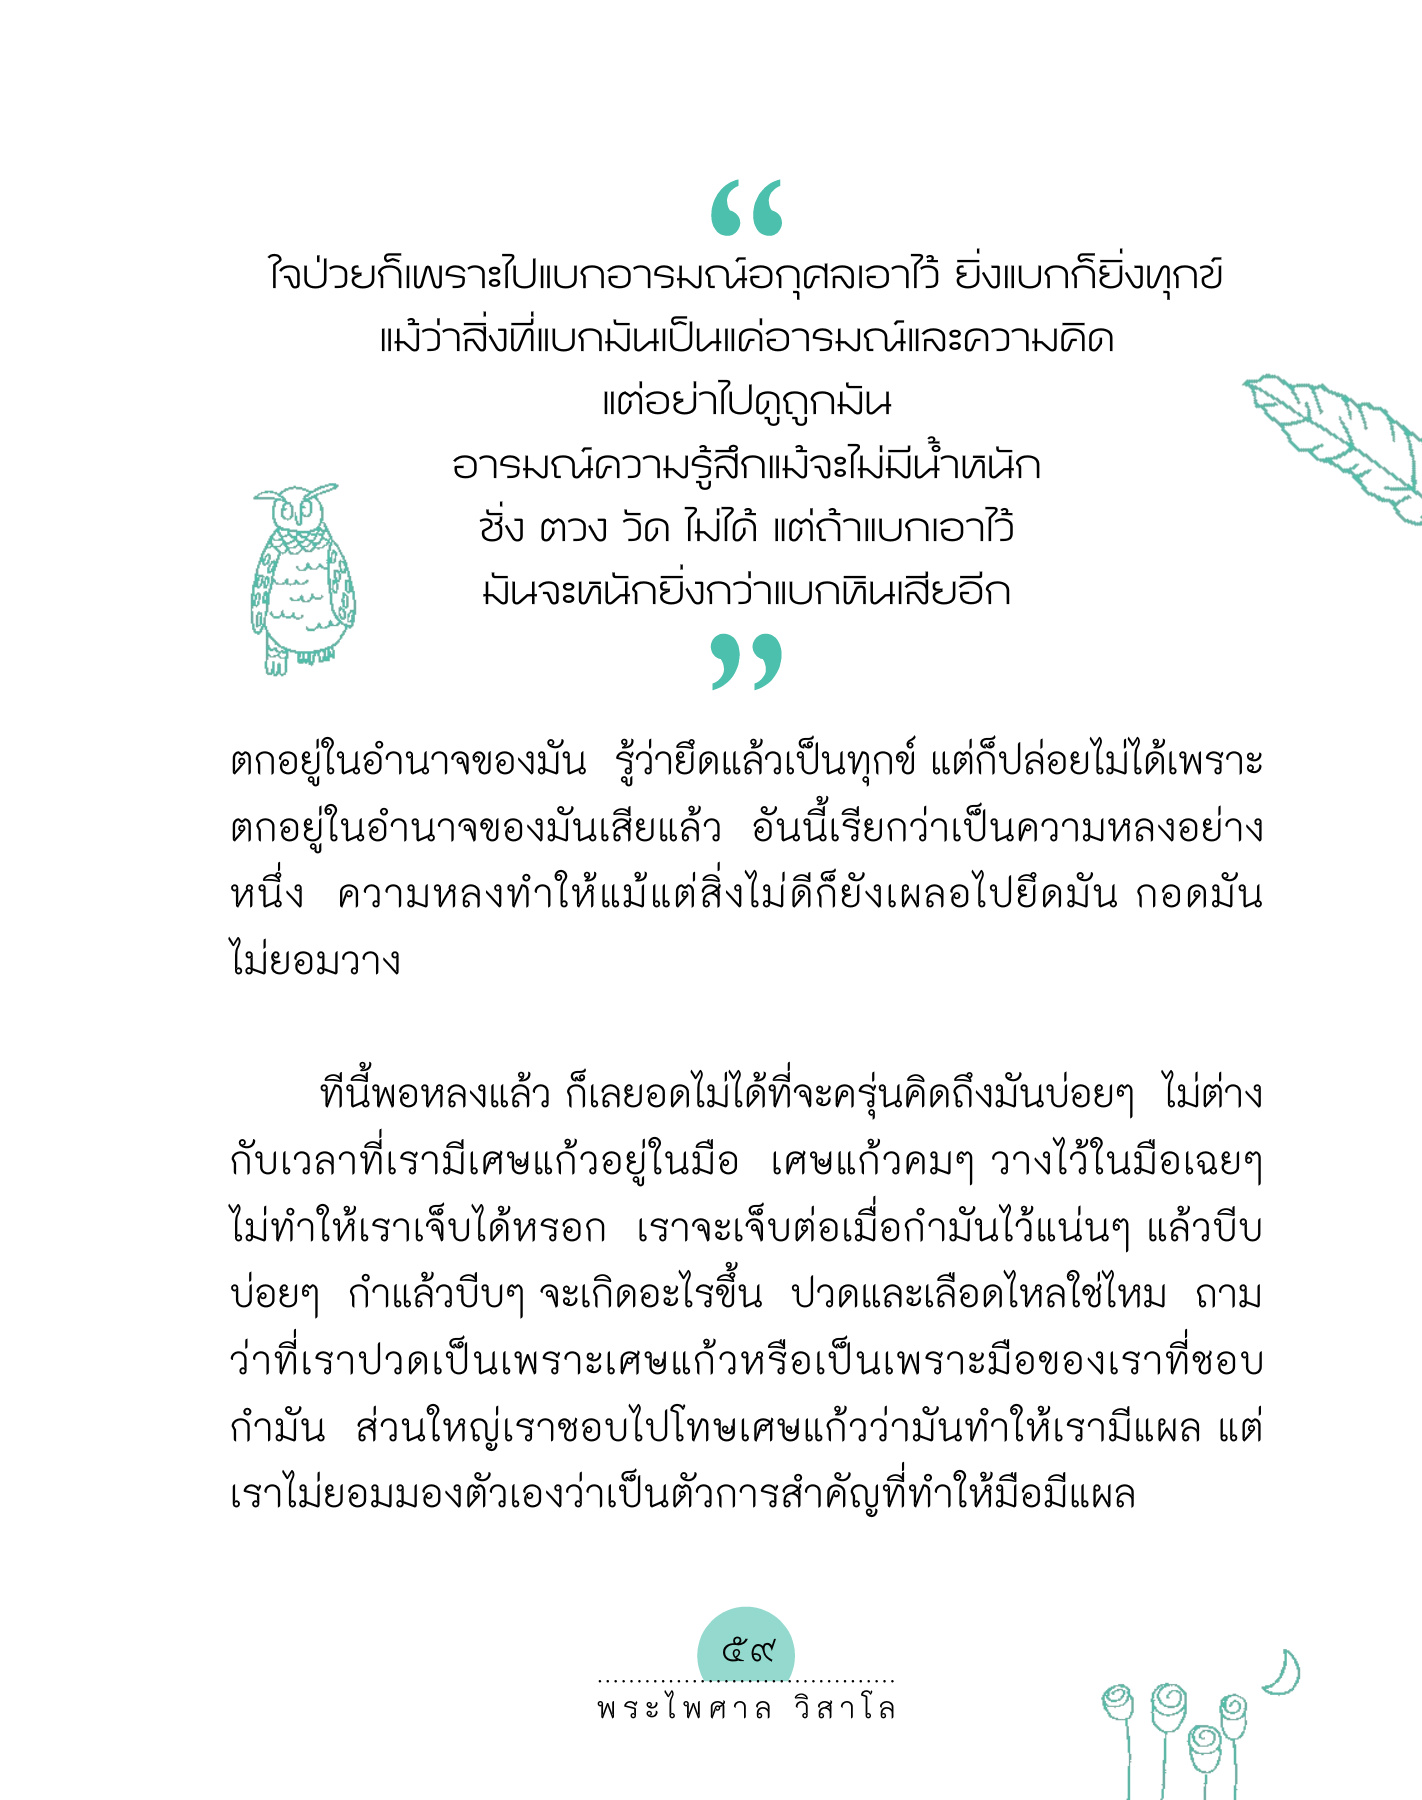 “
ใจป่วยก็เพราะไปแบกอารมณ์อกุศลเอาไว้ ยิ่งแบกก็ยิ่งทุกข์
แม้ว่าสิ่งที่แบกมันเป็นแค่อารมณ์และความคิด
แต่อย่าไปดูถูกมัน
อารมณ์ความรู้สึกแม้จะไม่มีน้ำหนัก
ชั่ง ตวง วัด ไม่ได้ แต่ถ้าแบกเอาไว้
มันจะหนักยิ่งกว่าแบกหินเสียอีก
”
ตกอยู่ในอำนาจของมัน รู้ว่ายึดแล้วเป็นทุกข์ แต่ก็ปล่อยไม่ได้เพราะ
ตกอยู่ในอำนาจของมันเสียแล้ว อันนี้เรียกว่าเป็นความหลงอย่าง
หนึ่ง ความหลงทำให้แม้แต่สิ่งไม่ดีก็ยังเผลอไปยึดมัน กอดมัน
ไม่ยอมวาง
ทีนี้พอหลงแล้ว ก็เลยอดไม่ได้ที่จะครุ่นคิดถึงมันบ่อยๆ ไม่ต่าง
กับเวลาที่เรามีเศษแก้วอยู่ในมือ เศษแก้วคมๆ วางไว้ในมือเฉยๆ
ไม่ทำให้เราเจ็บได้หรอก เราจะเจ็บต่อเมื่อกำมันไว้แน่นๆ แล้วบีบ
บ่อยๆ กำแล้วบีบๆ จะเกิดอะไรขึ้น ปวดและเลือดไหลใช่ไหม ถาม
ว่าที่เราปวดเป็นเพราะเศษแก้วหรือเป็นเพราะมือของเราที่ชอบ
กำมัน ส่วนใหญ่เราชอบไปโทษเศษแก้วว่ามันทำให้เรามีแผล แต่
เราไม่ยอมมองตัวเองว่าเป็นตัวการสำคัญที่ทำให้มือมีแผล
๕๙
พระไพศาล วิสาโล